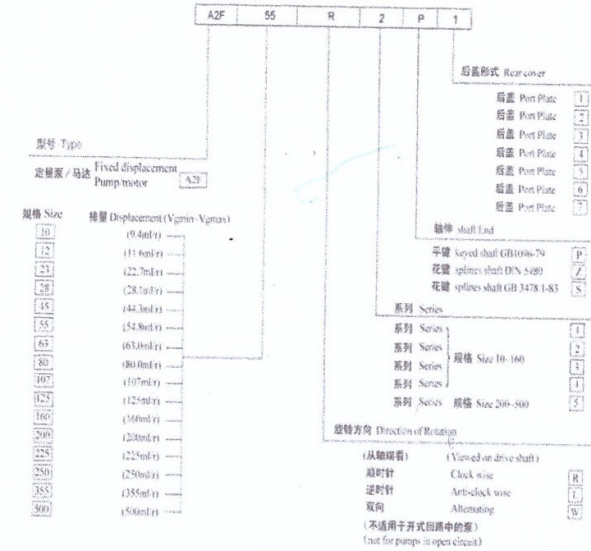 A2F 55 R 2 P 1
后盖形式 Rear cover
后盖 Port Plate 1
后盖 Port Plate 2
后盖 Port Plate 3
后盖 Port Plate 4
后盖 Port Plate 5
后盖 Port Plate 6
后盖 Port Plate 7
型号 Type
定量泵/马达 Fixed displacement
Pump/motor A2F
轴伸 shaft End
平键 keyed shaft GB1096-79 P
花键 splines shaft DIN 5480 Z
花键 splines shaft GB 3478.1-83 S
规格 Size 排量 Displacement (Vgmin-Vgmax)
10 (9.4ml/r)
12 (11.6ml/r)
23 (22.7ml/r)
28 (28.1ml/r)
45 (44.3ml/r)
55 (54.8ml/r)
63 (63.0ml/r)
80 (80.0ml/r)
107 (107ml/r)
125 (125ml/r)
160 (160ml/r)
200 (200ml/r)
225 (225ml/r)
250 (250ml/r)
355 (355ml/r)
500 (500ml/r)
系列 Series
系列 Series 1
系列 Series 2
规格 Size 10-160
系列 Series 3
系列 Series 4
系列 Series 规格 Size 200-500 5
旋转方向 Direction of Rotation
(从轴端看) (Viewed on drive shaft)
顺时针 Clock wise R
逆时针 Anti-clock wise L
双向 Alternating W
(不适用于开式回路中的泵)
(not for pumps in open circuit)